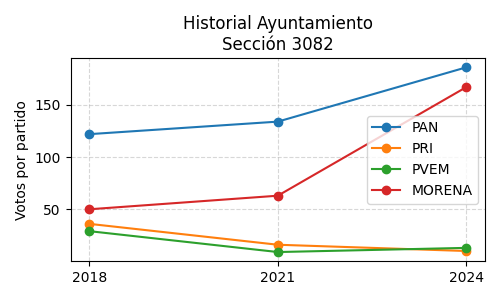 Historial Ayuntamiento
Sección 3082
Votos por partido
150
100
50
PAN
PRI
PVEM
MORENA
2018
2021
2024